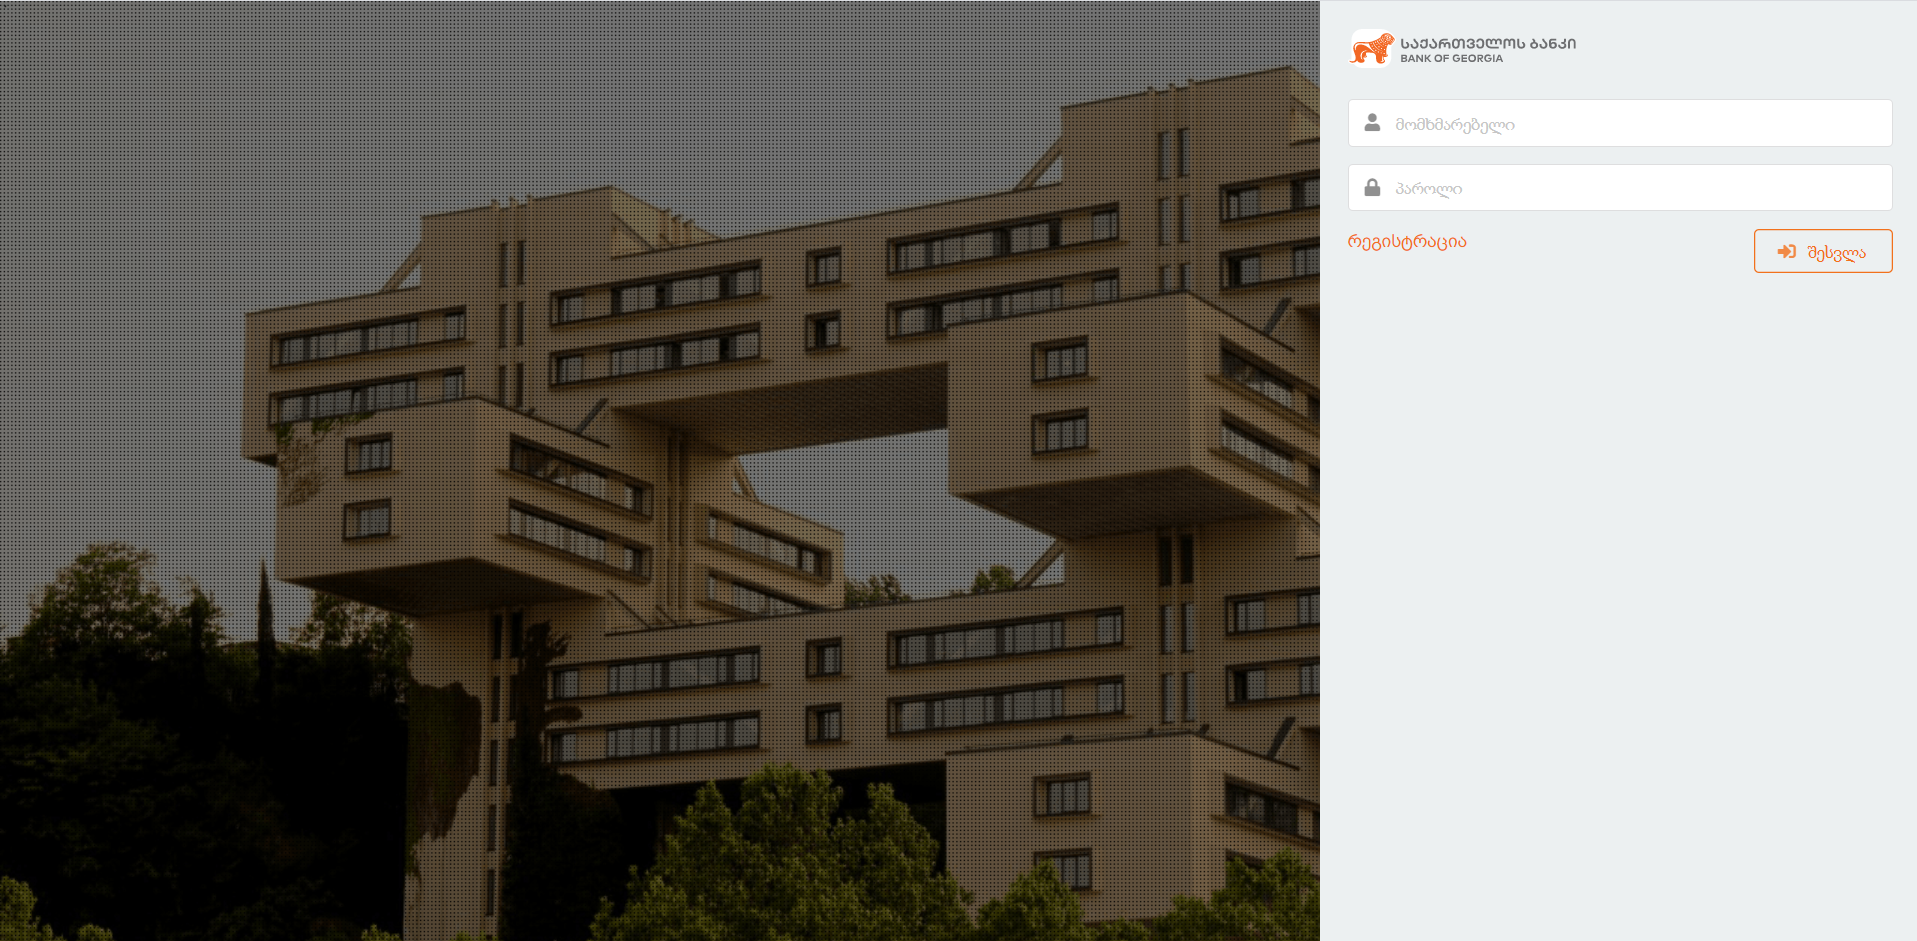 საქართველოს ბანკი
BANK OF GEORGIA
მომხმარებელი
პაროლი
რეგისტრაცია
შესვლა